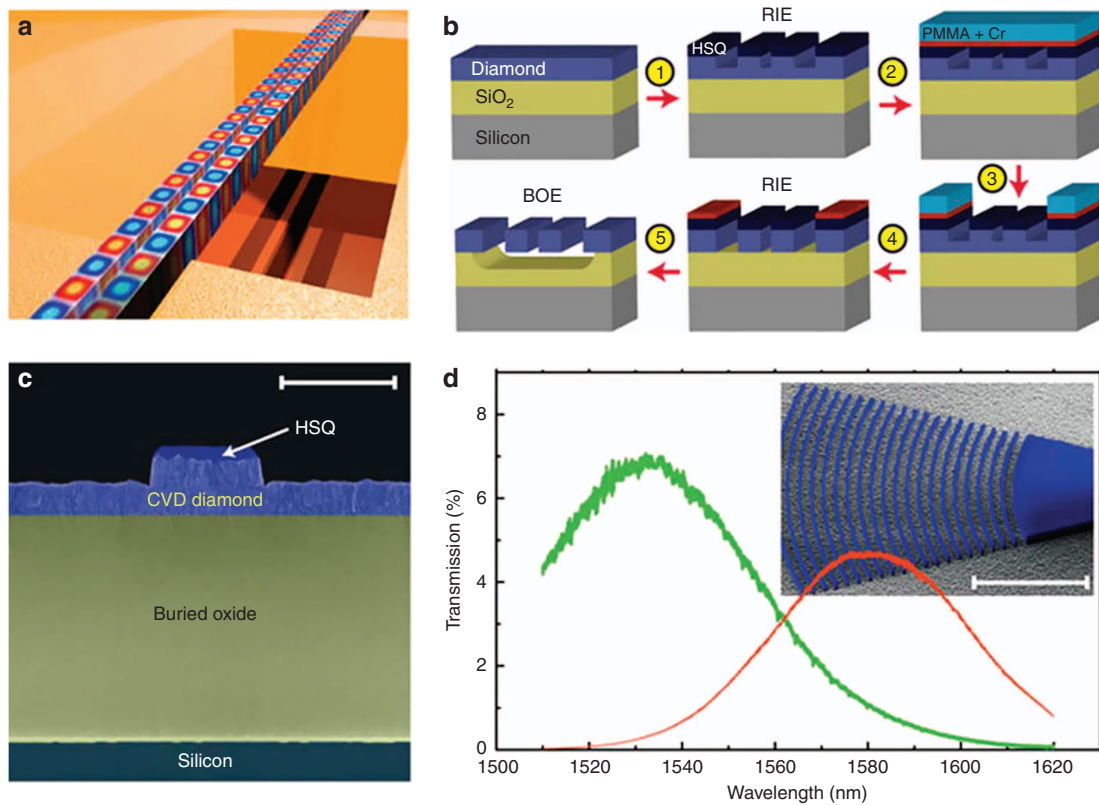 a
b
RIE
HSQ
PMMA + Cr
Diamond
1
2
SiO₂
Silicon
3
BOE
RIE
5
4
c
HSQ
CVD diamond
Buried oxide
Silicon
d
8
6
4
2
0
Transmission (%)
1500
1520
1540
1560
1580
1600
1620
Wavelength (nm)